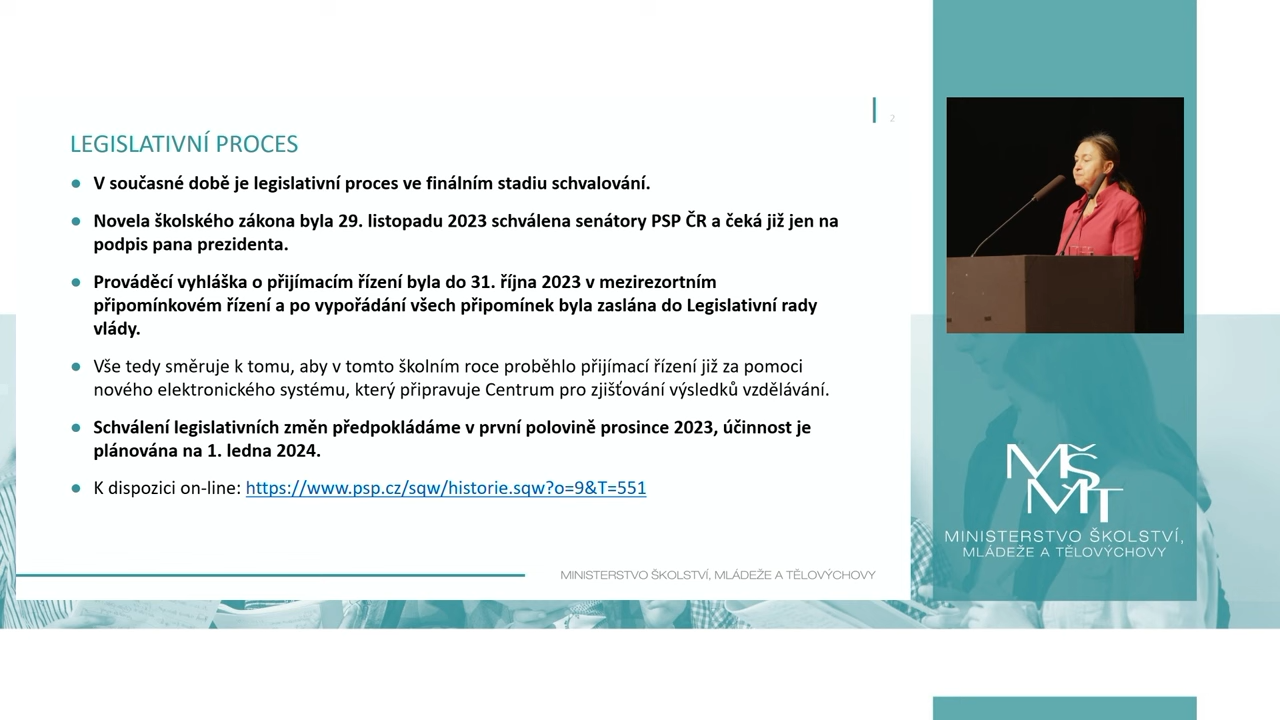 2
LEGISLATIVNÍ PROCES
● V současné době je legislativní proces ve finálním stadiu schvalování.
● Novela školského zákona byla 29. listopadu 2023 schválena senátory PSP ČR a čeká již jen na
podpis pana prezidenta.
● Prováděcí vyhláška o přijímacím řízení byla do 31. října 2023 v mezirezortním
připomínkovém řízení a po vypořádání všech připomínek byla zaslána do Legislativní rady
vlády.
● Vše tedy směruje k tomu, aby v tomto školním roce proběhlo přijímací řízení již za pomoci
nového elektronického systému, který připravuje Centrum pro zjišťování výsledků vzdělávání.
● Schválení legislativních změn předpokládáme v první polovině prosince 2023, účinnost je
plánována na 1. ledna 2024.
● K dispozici on-line: https://www.psp.cz/sqw/historie.sqw?o=9&T=551
MINISTERSTVO ŠKOLSTVÍ, MLÁDEŽE A TĚLOVÝCHOVY
MŠ
MT
MINISTERSTVO ŠKOLSTVÍ,
MLÁDEŽE A TĚLOVÝCHOVY